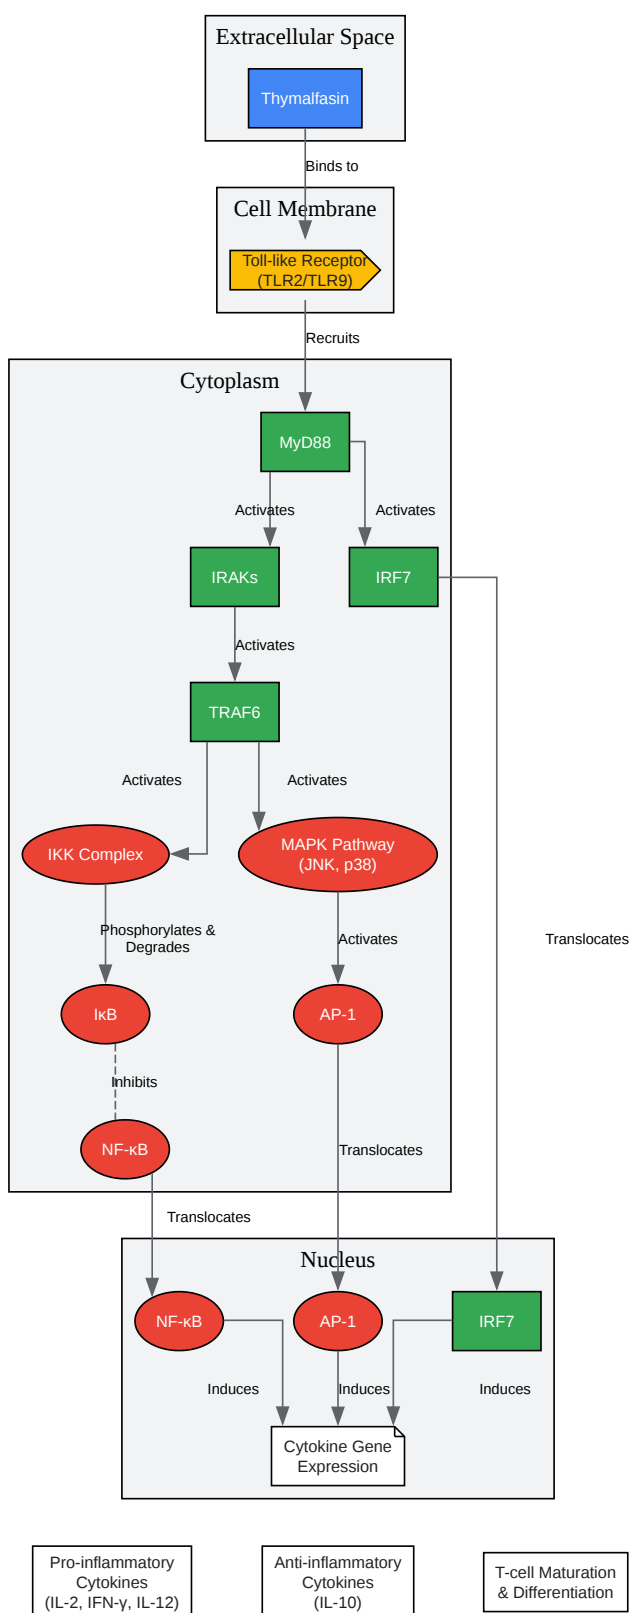 Extracellular Space
Thymalfasin
Binds to
Cell Membrane
Toll-like Receptor
(TLR2/TLR9)
Recruits
Cytoplasm
MyD88
Activates
Activates
IRAKs
IRF7
Activates
TRAF6
Activates
Activates
IKK Complex
MAPK Pathway
(JNK, p38)
Phosphorylates &
Degrades
Activates
Translocates
IκB
AP-1
Inhibits
NF-κB
Translocates
Translocates
Nucleus
NF-κB
AP-1
IRF7
Induces
Induces
Induces
Cytokine Gene
Expression
Pro-inflammatory
Cytokines
(IL-2, IFN-γ, IL-12)
Anti-inflammatory
Cytokines
(IL-10)
T-cell Maturation
& Differentiation